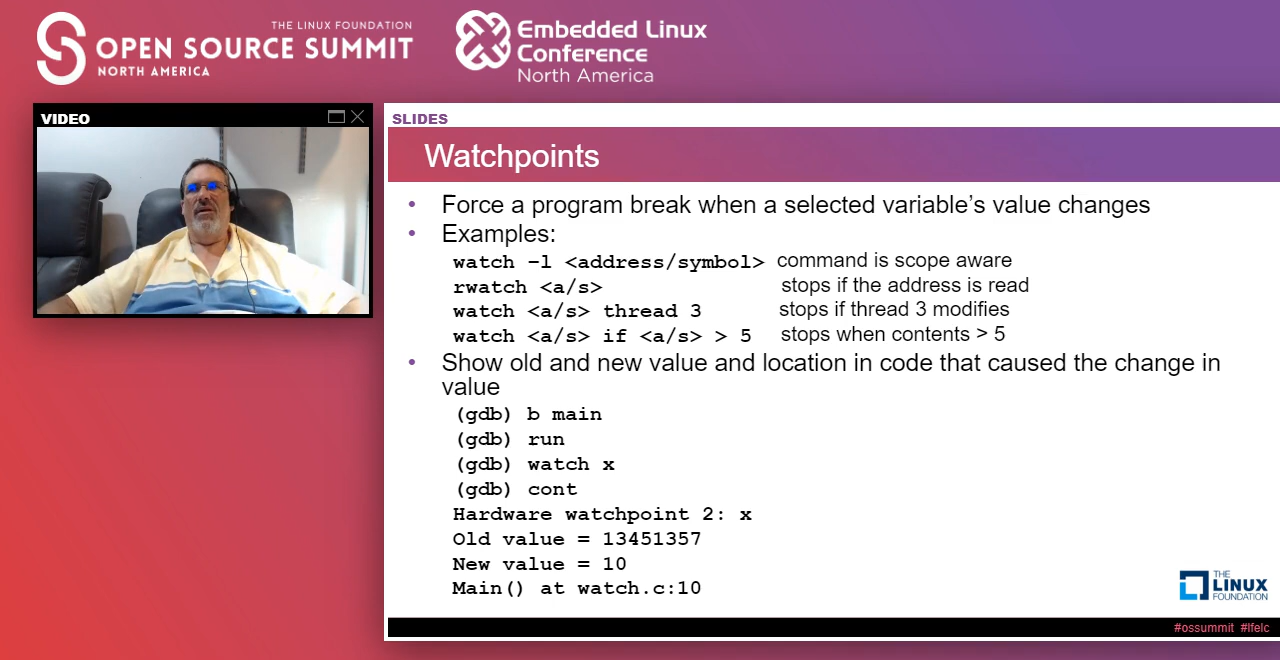 THE LINUX FOUNDATION
OPEN SOURCE SUMMIT
NORTH AMERICA
Embedded Linux
Conference
North America
VIDEO
SLIDES
Watchpoints
• Force a program break when a selected variable’s value changes
• Examples:
watch –l <address/symbol> command is scope aware
rwatch <a/s> stops if the address is read
watch <a/s> thread 3 stops if thread 3 modifies
watch <a/s> if <a/s> > 5 stops when contents > 5
• Show old and new value and location in code that caused the change in
value
(gdb) b main
(gdb) run
(gdb) watch x
(gdb) cont
Hardware watchpoint 2: x
Old value = 13451357
New value = 10
Main() at watch.c:10
THE
LINUX
FOUNDATION
#ossummit #lfelc